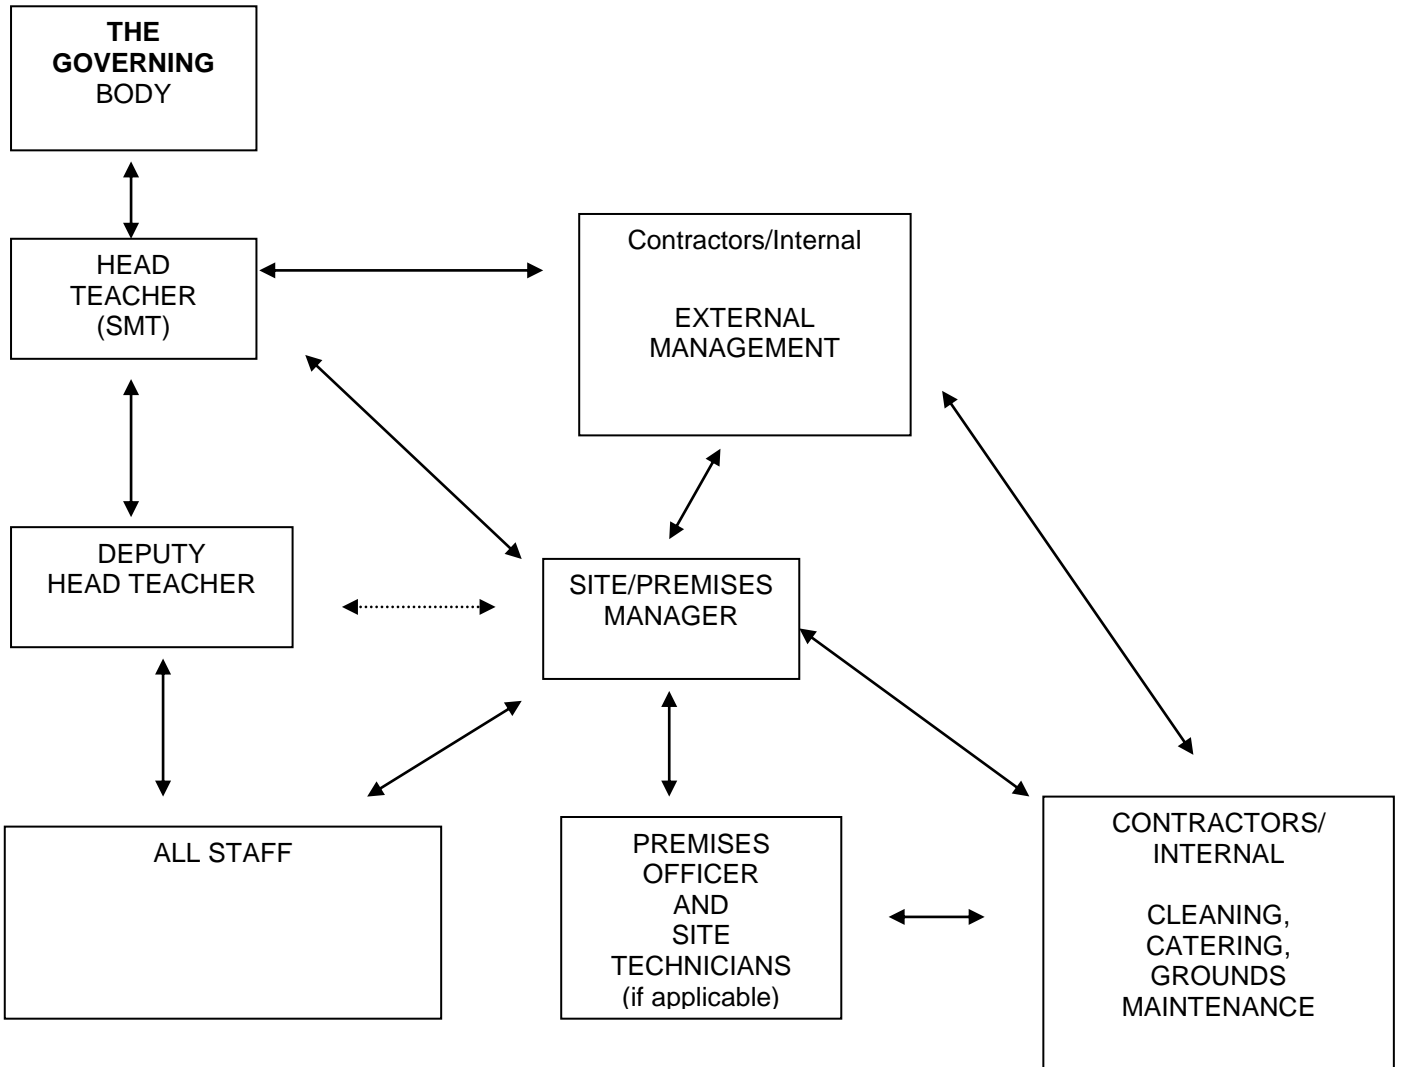 THE
GOVERNING
BODY
HEAD
TEACHER
(SMT)
Contractors/Internal
EXTERNAL
MANAGEMENT
DEPUTY
HEAD TEACHER
SITE/PREMISES
MANAGER
ALL STAFF
PREMISES
OFFICER
AND
SITE
TECHNICIANS
(if applicable)
CONTRACTORS/
INTERNAL
CLEANING,
CATERING,
GROUNDS
MAINTENANCE